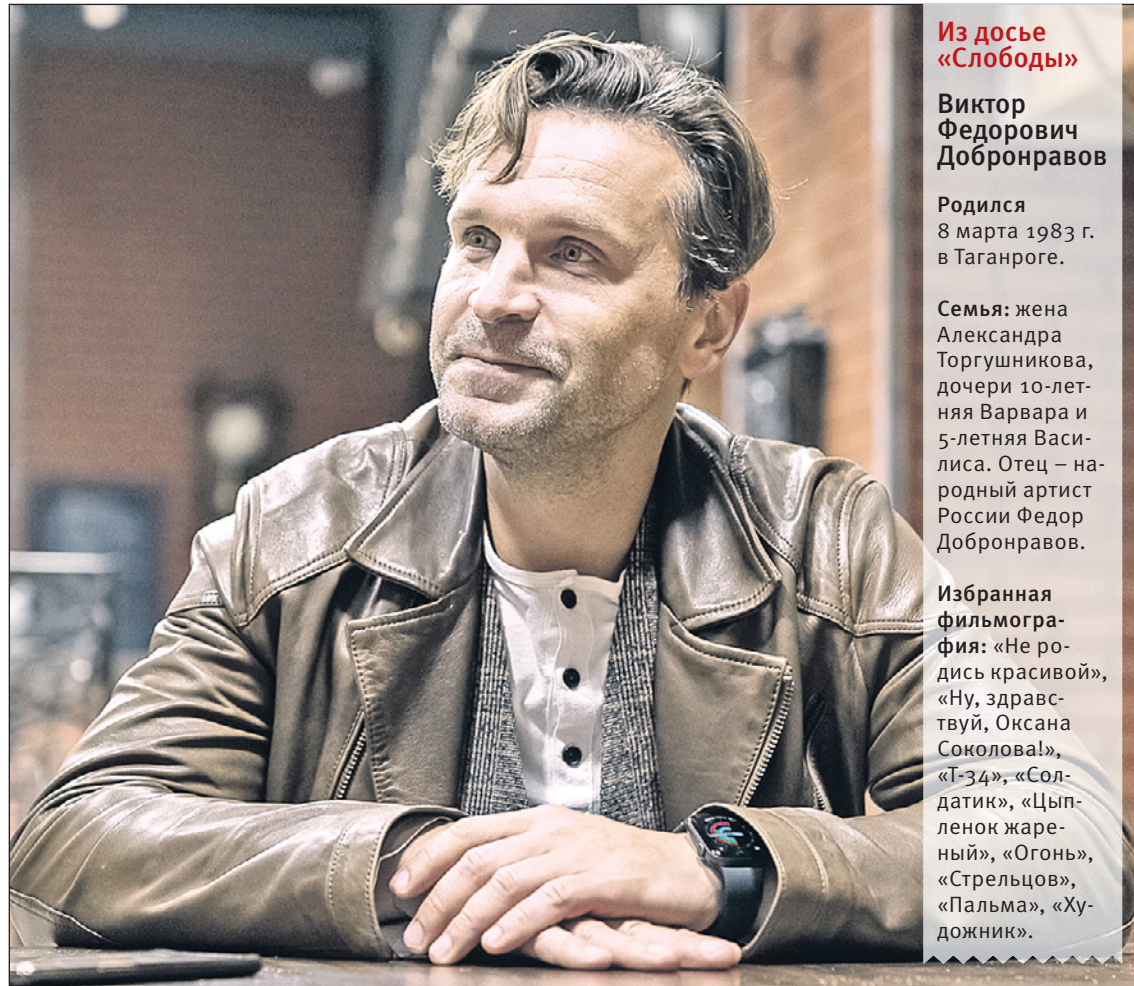 Из досье
«Слободы»
Виктор
Федорович
Добронравов
Родился
8 марта 1983 г.
в Таганроге.
Семья: жена
Александра
Торгушникова,
дочери 10-лет-
няя Варвара и
5-летняя Васи-
лиса. Отец – на-
родный артист
России Федор
Добронравов.
Избранная
фильмогра-
фия: «Не ро-
дись красивой»,
«Ну, здравс-
твуй, Оксана
Соколова!»,
«Т-34», «Сол-
датик», «Цып-
ленок жаре-
ный», «Огонь»,
«Стрельцов»,
«Пальма», «Ху-
дожник».